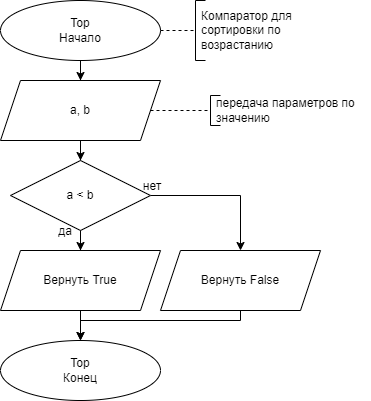 Top
Начало
Компаратор для
сортировки по
возрастанию
a, b
передача параметров по
значению
a < b
нет
да
Вернуть True
Вернуть False
Top
Конец